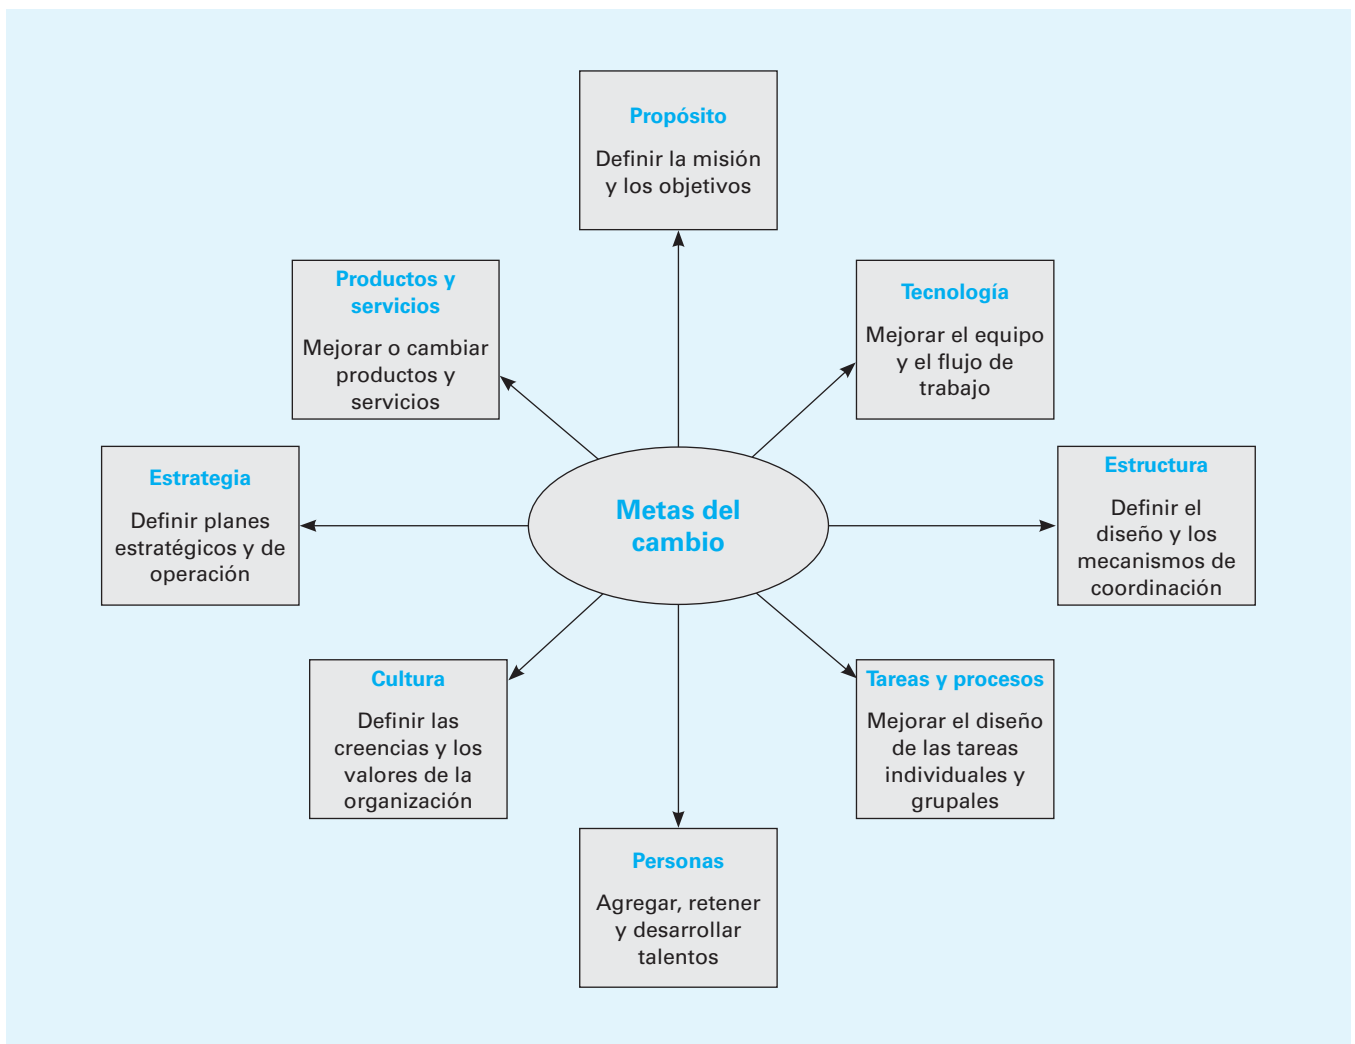 Propósito
Definir la misión
y los objetivos
Productos y
servicios
Mejorar o cambiar
productos y
servicios
Tecnología
Mejorar el equipo
y el flujo de
trabajo
Estrategia
Definir planes
estratégicos y de
operación
Metas del
cambio
Estructura
Definir el
diseño y los
mecanismos de
coordinación
Cultura
Definir las
creencias y los
valores de la
organización
Tareas y procesos
Mejorar el diseño
de las tareas
individuales y
grupales
Personas
Agregar, retener
y desarrollar
talentos